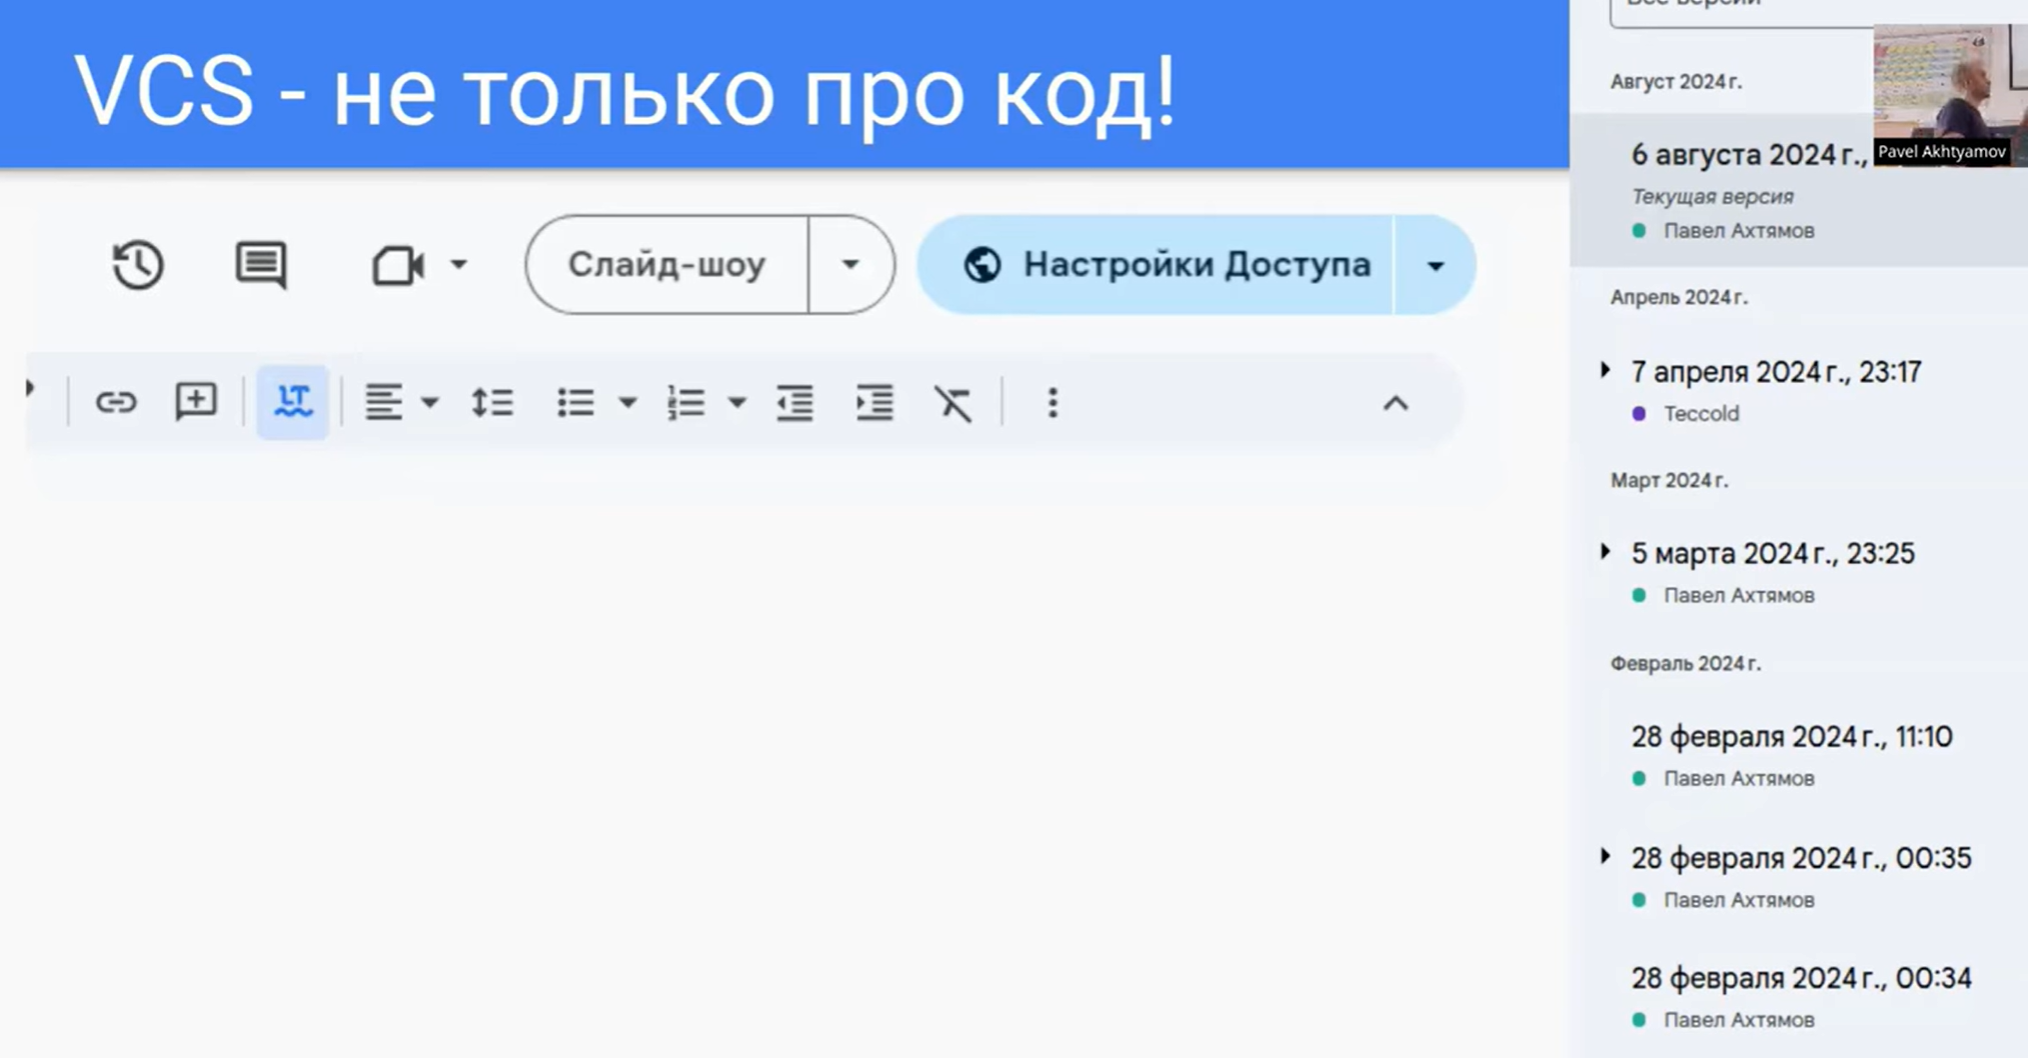 VCS - не только про код!
Слайд-шоу
Настройки Доступа
Август 2024 г.
6 августа 2024 г.,
Текущая версия
Павел Ахтямов
Pavel Akhtyamov
Апрель 2024 г.
7 апреля 2024 г., 23:17
Teccold
Март 2024 г.
5 марта 2024 г., 23:25
Павел Ахтямов
Февраль 2024 г.
28 февраля 2024 г., 11:10
Павел Ахтямов
28 февраля 2024 г., 00:35
Павел Ахтямов
28 февраля 2024 г., 00:34
Павел Ахтямов